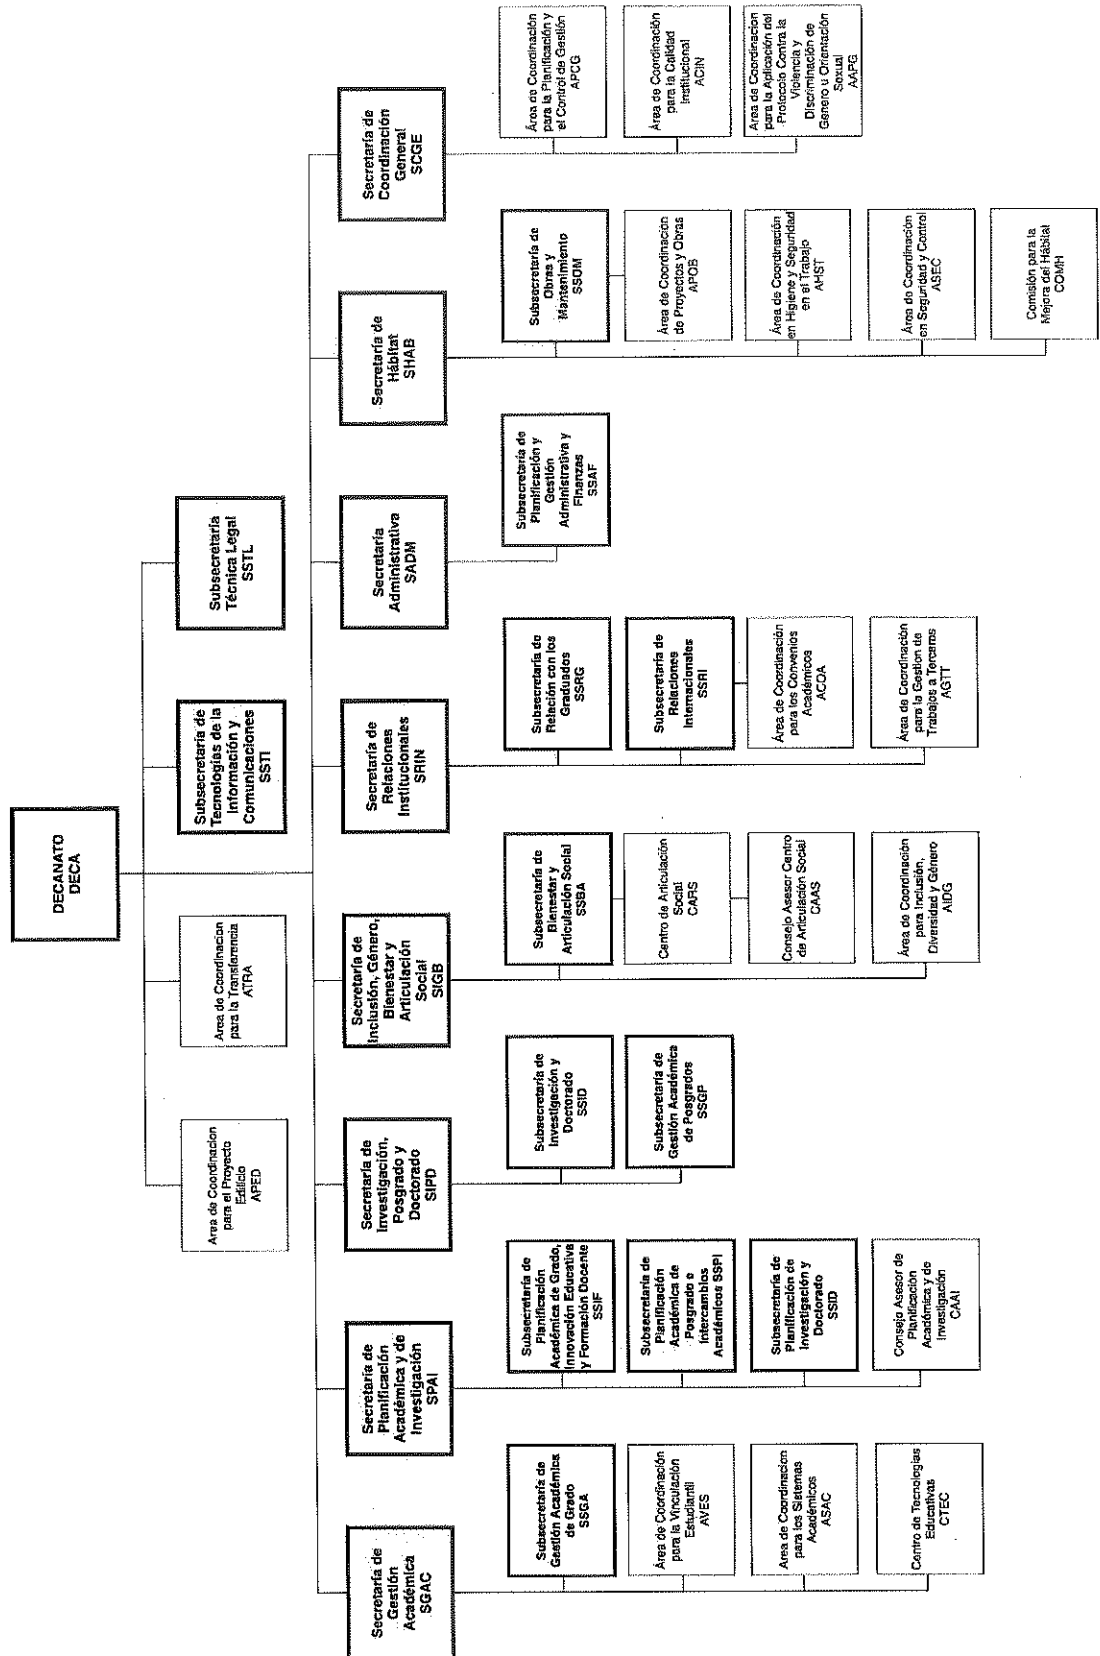 DECANATO
DECA
Area de Coordinacion
para el Proyecto
Edilicio
APED
Area de Coordinacion
para la Transferencia
ATRA
Subsecretaría de
Tecnologías de la
Información y
Comunicaciones
SSTI
Subsecretaría
Técnica Legal
SSTL
Secretaría de
Gestión
Académica
SGAC
Secretaría de
Planificación
Académica y de
Investigación
SPAI
Secretaría de
Investigación,
Posgrado y
Doctorado
SIPD
Secretaría de
Inclusión, Género,
Bienestar y
Articulación
Social
SIGB
Secretaría de
Relaciones
Institucionales
SRIN
Secretaría
Administrativa
SADM
Secretaría de
Hábitat
SHAB
Secretaría de
Coordinación
General
SCGE
Subsecretaría de
Gestión Académica
de Grado
SSGA
Área de Coordinación
para la Vinculación
Estudiantil
AVES
Area de Coordinacion
para los Sistemas
Académicos
ASAC
Centro de Tecnologías
Educativas
CTEC
Subsecretaría de
Planificación
Académica de Grado,
Innovación Educativa
y Formación Docente
SSIF
Subsecretaría de
Planificación
Académica de
Posgrado e
Intercambios
Académicos SSPI
Subsecretaría de
Planificación de
Investigación y
Doctorado
SSID
Consejo Asesor de
Planificación
Académica y de
Investigación
CAAI
Subsecretaría de
Investigación y
Doctorado
SSID
Subsecretaría de
Gestión Académica
de Posgrados
SSGP
Subsecretaría de
Bienestar y
Articulación Social
SSBA
Centro de Articulación
Social
CARS
Consejo Asesor Centro
de Articulación Social
CAAS
Área de Coordinación
para Inclusión,
Diversidad y Género
AIDG
Subsecretaría de
Relación con los
Graduados
SSRG
Subsecretaría de
Relaciones
Internacionales
SSRI
Área de Coordinación
para los Convenios
Académicos
ACOA
Área de Coordinación
para la Gestion de
Trabajos a Terceros
AGTT
Subsecretaría de
Planificación y
Gestión
Administrativa y
Finanzas
SSAF
Subsecretaría de
Obras y
Mantenimiento
SSOM
Área de Coordinación
de Proyectos y Obras
APOB
Área de Coordinación
en Higiene y Seguridad
en el Trabajo
AHST
Área de Coordinación
en Seguridad y Control
ASEC
Comisión para la
Mejora del Hábitat
COMH
Área de Coordinación
para la Planificación y
el Control de Gestión
APCG
Área de Coordinación
para la Calidad
Institucional
ACIN
Area de Coordinacion
para la Aplicación del
Protocolo Contra la
Violencia y
Discriminación de
Genero u Orientación
Sexual
AAPG